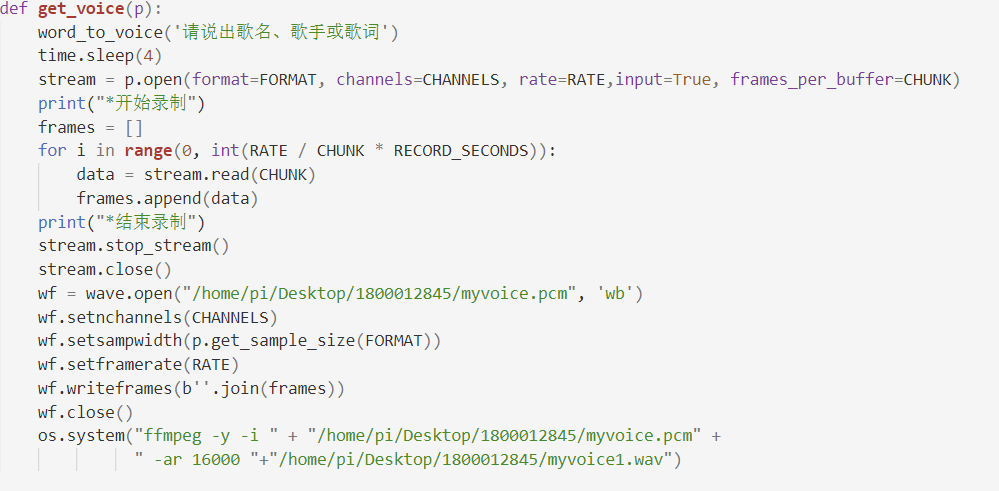 def get_voice(p):
    word_to_voice('请说出歌名、歌手或歌词')
    time.sleep(4)
    stream = p.open(format=FORMAT, channels=CHANNELS, rate=RATE,input=True, frames_per_buffer=CHUNK)
    print("*开始录制")
    frames = []
    for i in range(0, int(RATE / CHUNK * RECORD_SECONDS)):
        data = stream.read(CHUNK)
        frames.append(data)
    print("*结束录制")
    stream.stop_stream()
    stream.close()
    wf = wave.open("/home/pi/Desktop/1800012845/myvoice.pcm", 'wb')
    wf.setnchannels(CHANNELS)
    wf.setsampwidth(p.get_sample_size(FORMAT))
    wf.setframerate(RATE)
    wf.writeframes(b''.join(frames))
    wf.close()
    os.system("ffmpeg -y -i " + "/home/pi/Desktop/1800012845/myvoice.pcm" +
              " -ar 16000 "+"/home/pi/Desktop/1800012845/myvoice1.wav")